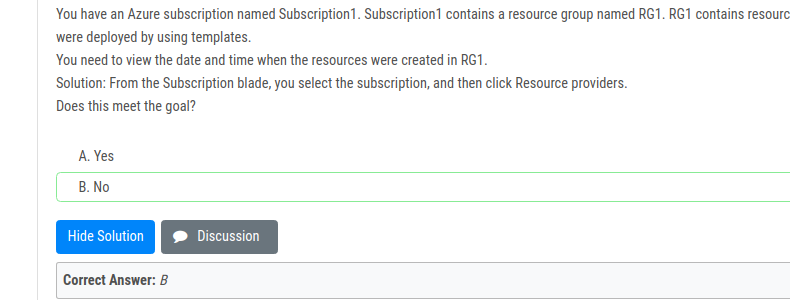 You have an Azure subscription named Subscription1. Subscription1 contains a resource group named RG1. RG1 contains resourc
were deployed by using templates.
You need to view the date and time when the resources were created in RG1.
Solution: From the Subscription blade, you select the subscription, and then click Resource providers.
Does this meet the goal?
A. Yes
B. No
Hide Solution Discussion
Correct Answer: B